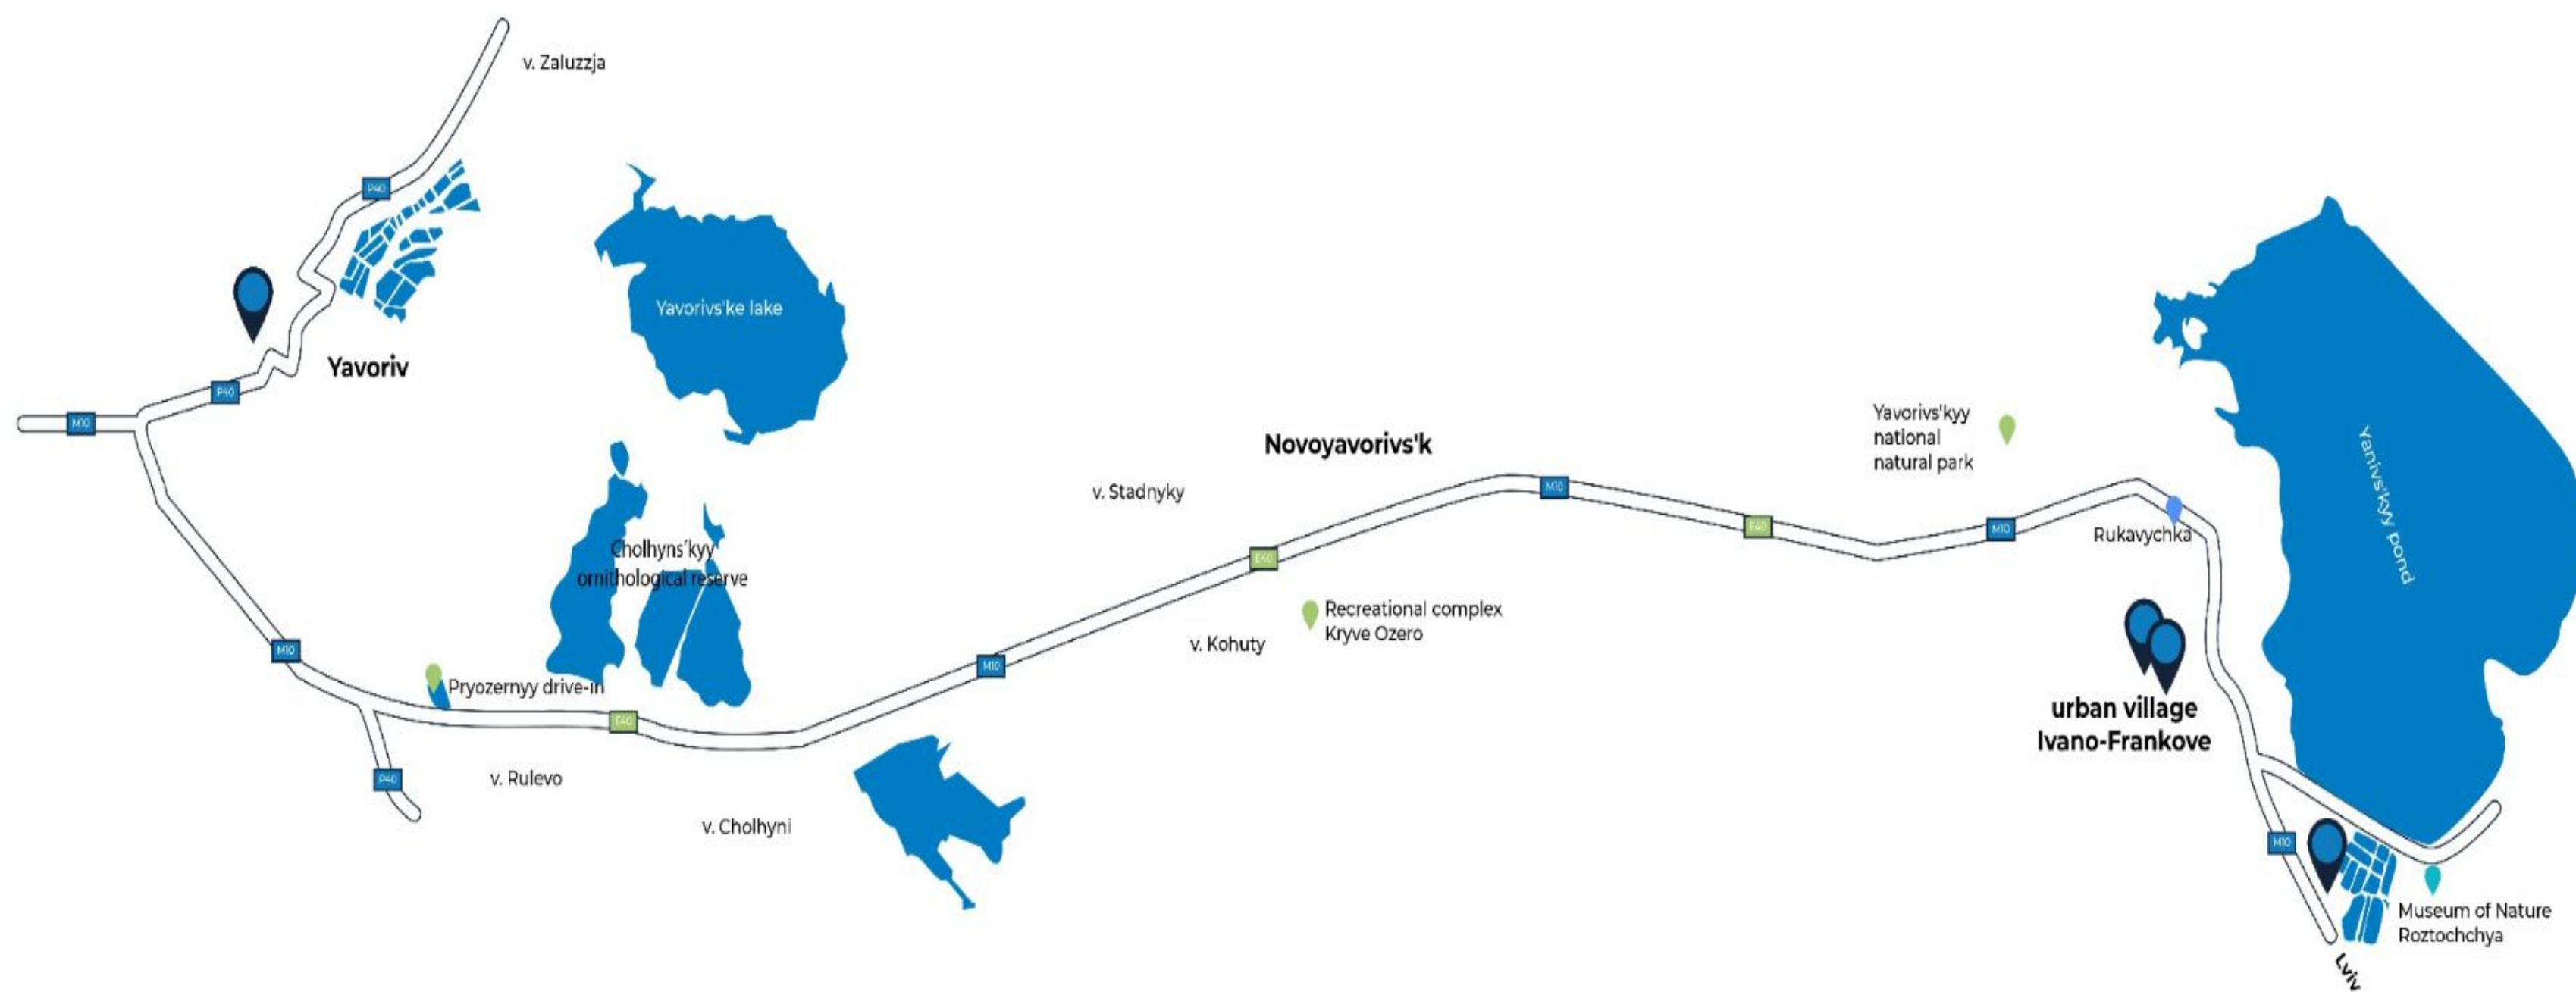 v. Zaluzzja
P40
Yavorivs'ke lake
Yavoriv
P40
M10
Novoyavorivs'k
Yavorivs'kyy
national
natural park
Yanivs'kyy pond
v. Stadnyky
M10
E40
M10
Rukavychka
Cholhyns'kyy
ornithological reserve
E40
Recreational complex
Kryve Ozero
v. Kohuty
M10
M10
Pryozernyy drive-in
E40
urban village
Ivano-Frankove
P40
v. Rulevo
v. Cholhyni
M10
Museum of Nature
Roztochchya
Lviv